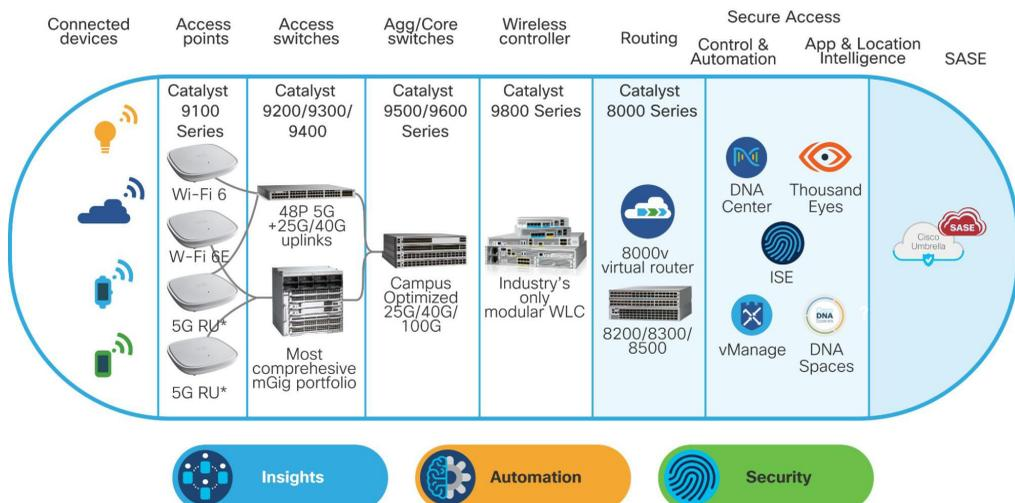 Connected
devices
Access
points
Access
switches
Agg/Core
switches
Wireless
controller
Routing
Secure Access
Control &
Automation
App & Location
Intelligence
SASE
Catalyst
9100
Series
Catalyst
9200/9300/
9400
Catalyst
9500/9600
Series
Catalyst
9800 Series
Catalyst
8000 Series
Wi-Fi 6
W-Fi 6E
5G RU*
5G RU*
48P 5G
+25G/40G
uplinks
Most
comprehesive
mGig portfolio
Campus
Optimized
25G/40G/
100G
Industry's
only
modular WLC
8000v
virtual router
8200/8300/
8500
DNA
Center
Thousand
Eyes
ISE
vManage
DNA
DNA
Spaces
?
Cisco
Umbrella
SASE
Insights
Automation
Security